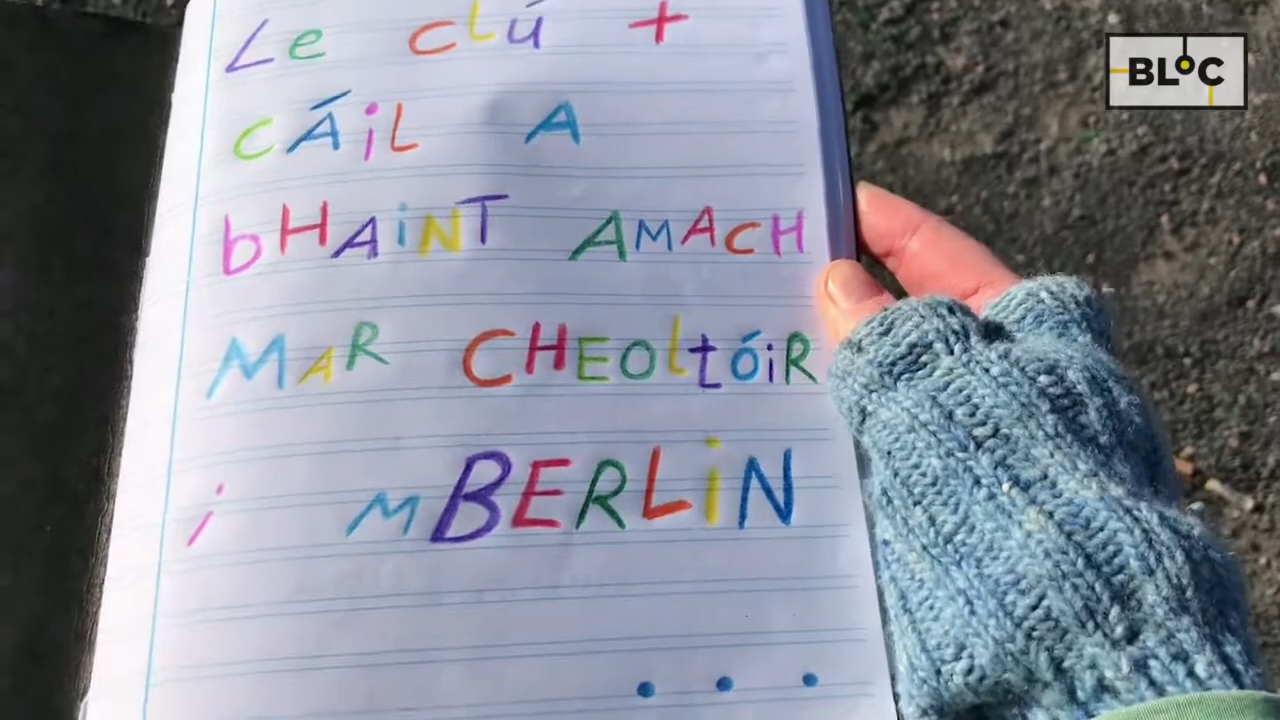 Le clú +
CÁiL A
bHAiNT AMACH
MAR CHEOltóiR
i mBERLiN
...
BLOC